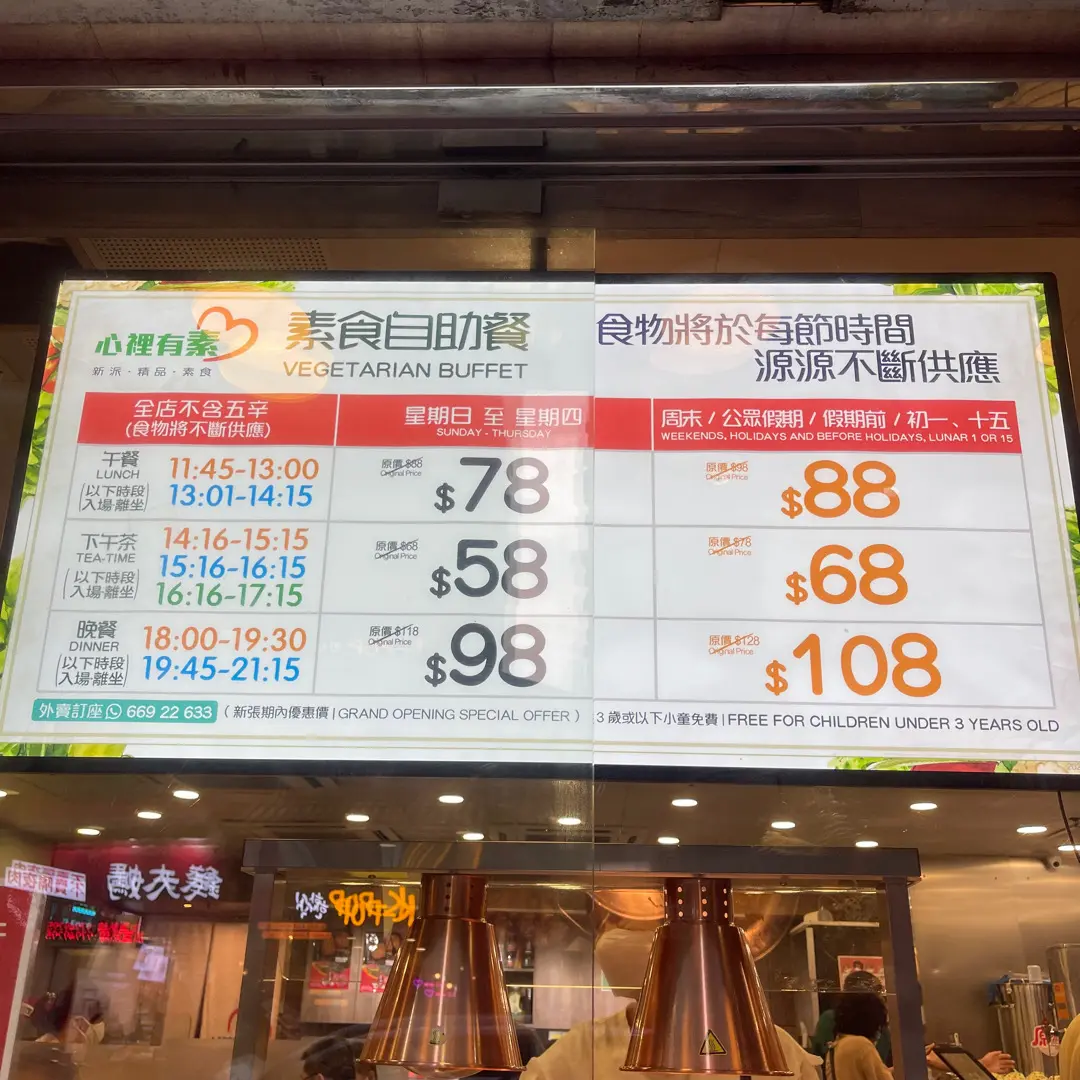 心裡有素
新派·精品·素食
素食自助餐
VEGETARIAN BUFFET
食物將於每節時間
源源不斷供應
全店不含五辛
(食物將不斷供應)
星期日 至 星期四
SUNDAY - THURSDAY
周末 / 公眾假期 / 假期前 / 初一、十五
WEEKENDS, HOLIDAYS AND BEFORE HOLIDAYS, LUNAR 1 OR 15
午餐
LUNCH
(以下時段
入場·離坐)
11:45-13:00
13:01-14:15
原價 $88
Original Price
$78
原價 $98
Original Price
$88
下午茶
TEA-TIME
(以下時段
入場·離坐)
14:16-15:15
15:16-16:15
16:16-17:15
原價 $68
Original Price
$58
原價 $78
Original Price
$68
晚餐
DINNER
(以下時段
入場·離坐)
18:00-19:30
19:45-21:15
原價 $118
Original Price
$98
原價 $128
Original Price
$108
外賣訂座 669 22 633
(新張期內優惠價 | GRAND OPENING SPECIAL OFFER)
3 歲或以下小童免費 | FREE FOR CHILDREN UNDER 3 YEARS OLD